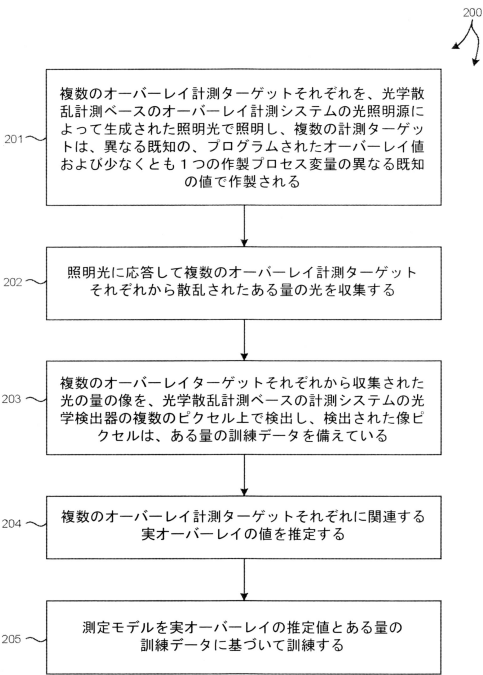 200
201
複数のオーバーレイ計測ターゲットそれぞれを、光学散
乱計測ベースのオーバーレイ計測システムの光照明源に
よって生成された照明光で照明し、複数の計測ターゲッ
トは、異なる既知の、プログラムされたオーバーレイ値
および少なくとも1つの作製プロセス変量の異なる既知
の値で作製される
202
照明光に応答して複数のオーバーレイ計測ターゲット
それぞれから散乱されたある量の光を収集する
203
複数のオーバーレイターゲットそれぞれから収集された
光の量の像を、光学散乱計測ベースの計測システムの光
学検出器の複数のピクセル上で検出し、検出された像ピ
クセルは、ある量の訓練データを備えている
204
複数のオーバーレイ計測ターゲットそれぞれに関連する
実オーバーレイの値を推定する
205
測定モデルを実オーバーレイの推定値とある量の
訓練データに基づいて訓練する